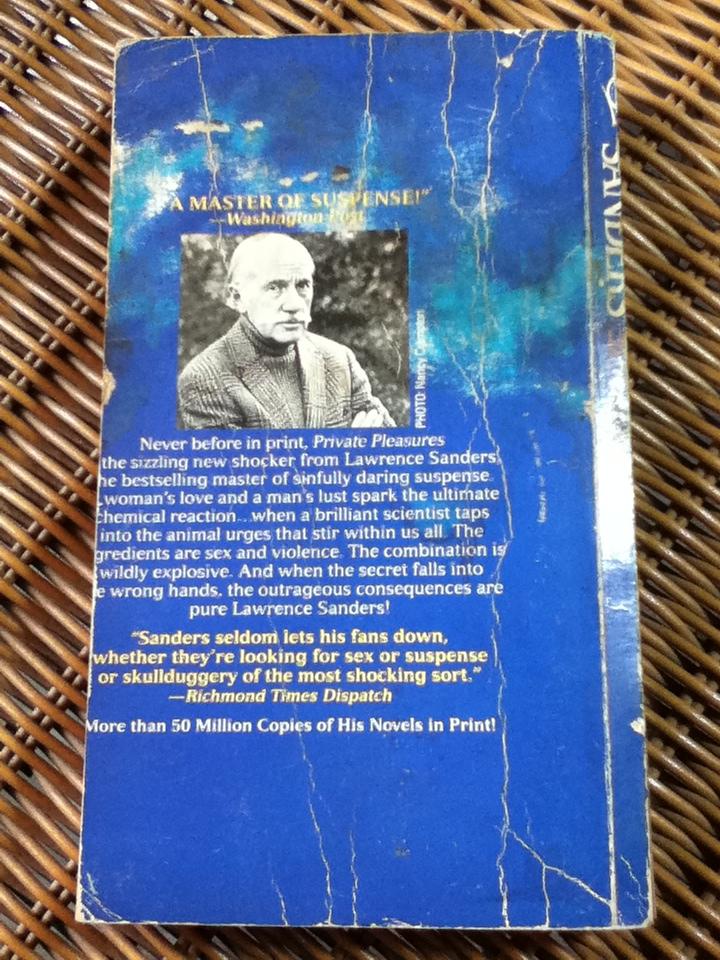 "A MASTER OF SUSPENSE!"
—Washington Post
PHOTO: Nancy
Never before in print, Private Pleasures
the sizzling new shocker from Lawrence Sanders,
he bestselling master of sinfully daring suspense.
woman's love and a man's lust spark the ultimate
chemical reaction...when a brilliant scientist taps
into the animal urges that stir within us all. The
gredients are sex and violence. The combination is
wildly explosive. And when the secret falls into
e wrong hands, the outrageous consequences are
pure Lawrence Sanders!
"Sanders seldom lets his fans down,
whether they're looking for sex or suspense
or skullduggery of the most shocking sort."
—Richmond Times Dispatch
More than 50 Million Copies of His Novels in Print!
SANDERS